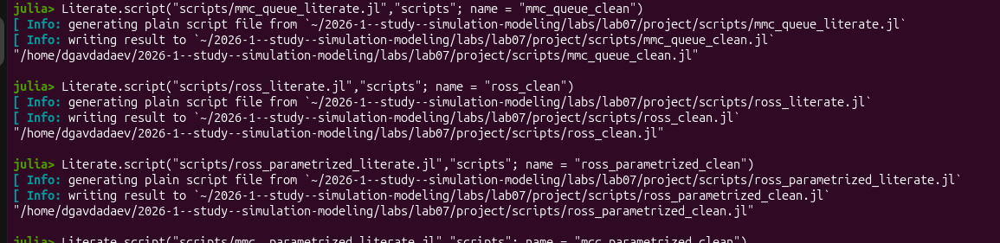 julia> Literate.script("scripts/mmc_queue_literate.jl","scripts"; name = "mmc_queue_clean")
[ Info: generating plain script file from `~/2026-1--study--simulation-modeling/labs/lab07/project/scripts/mmc_queue_literate.jl`
[ Info: writing result to `~/2026-1--study--simulation-modeling/labs/lab07/project/scripts/mmc_queue_clean.jl`
"/home/dgavdadaev/2026-1--study--simulation-modeling/labs/lab07/project/scripts/mmc_queue_clean.jl"
julia> Literate.script("scripts/ross_literate.jl","scripts"; name = "ross_clean")
[ Info: generating plain script file from `~/2026-1--study--simulation-modeling/labs/lab07/project/scripts/ross_literate.jl`
[ Info: writing result to `~/2026-1--study--simulation-modeling/labs/lab07/project/scripts/ross_clean.jl`
"/home/dgavdadaev/2026-1--study--simulation-modeling/labs/lab07/project/scripts/ross_clean.jl"
julia> Literate.script("scripts/ross_parametrized_literate.jl","scripts"; name = "ross_parametrized_clean")
[ Info: generating plain script file from `~/2026-1--study--simulation-modeling/labs/lab07/project/scripts/ross_parametrized_literate.jl`
[ Info: writing result to `~/2026-1--study--simulation-modeling/labs/lab07/project/scripts/ross_parametrized_clean.jl`
"/home/dgavdadaev/2026-1--study--simulation-modeling/labs/lab07/project/scripts/ross_parametrized_clean.jl"
julia> name = "mcc_parametrized_clean")